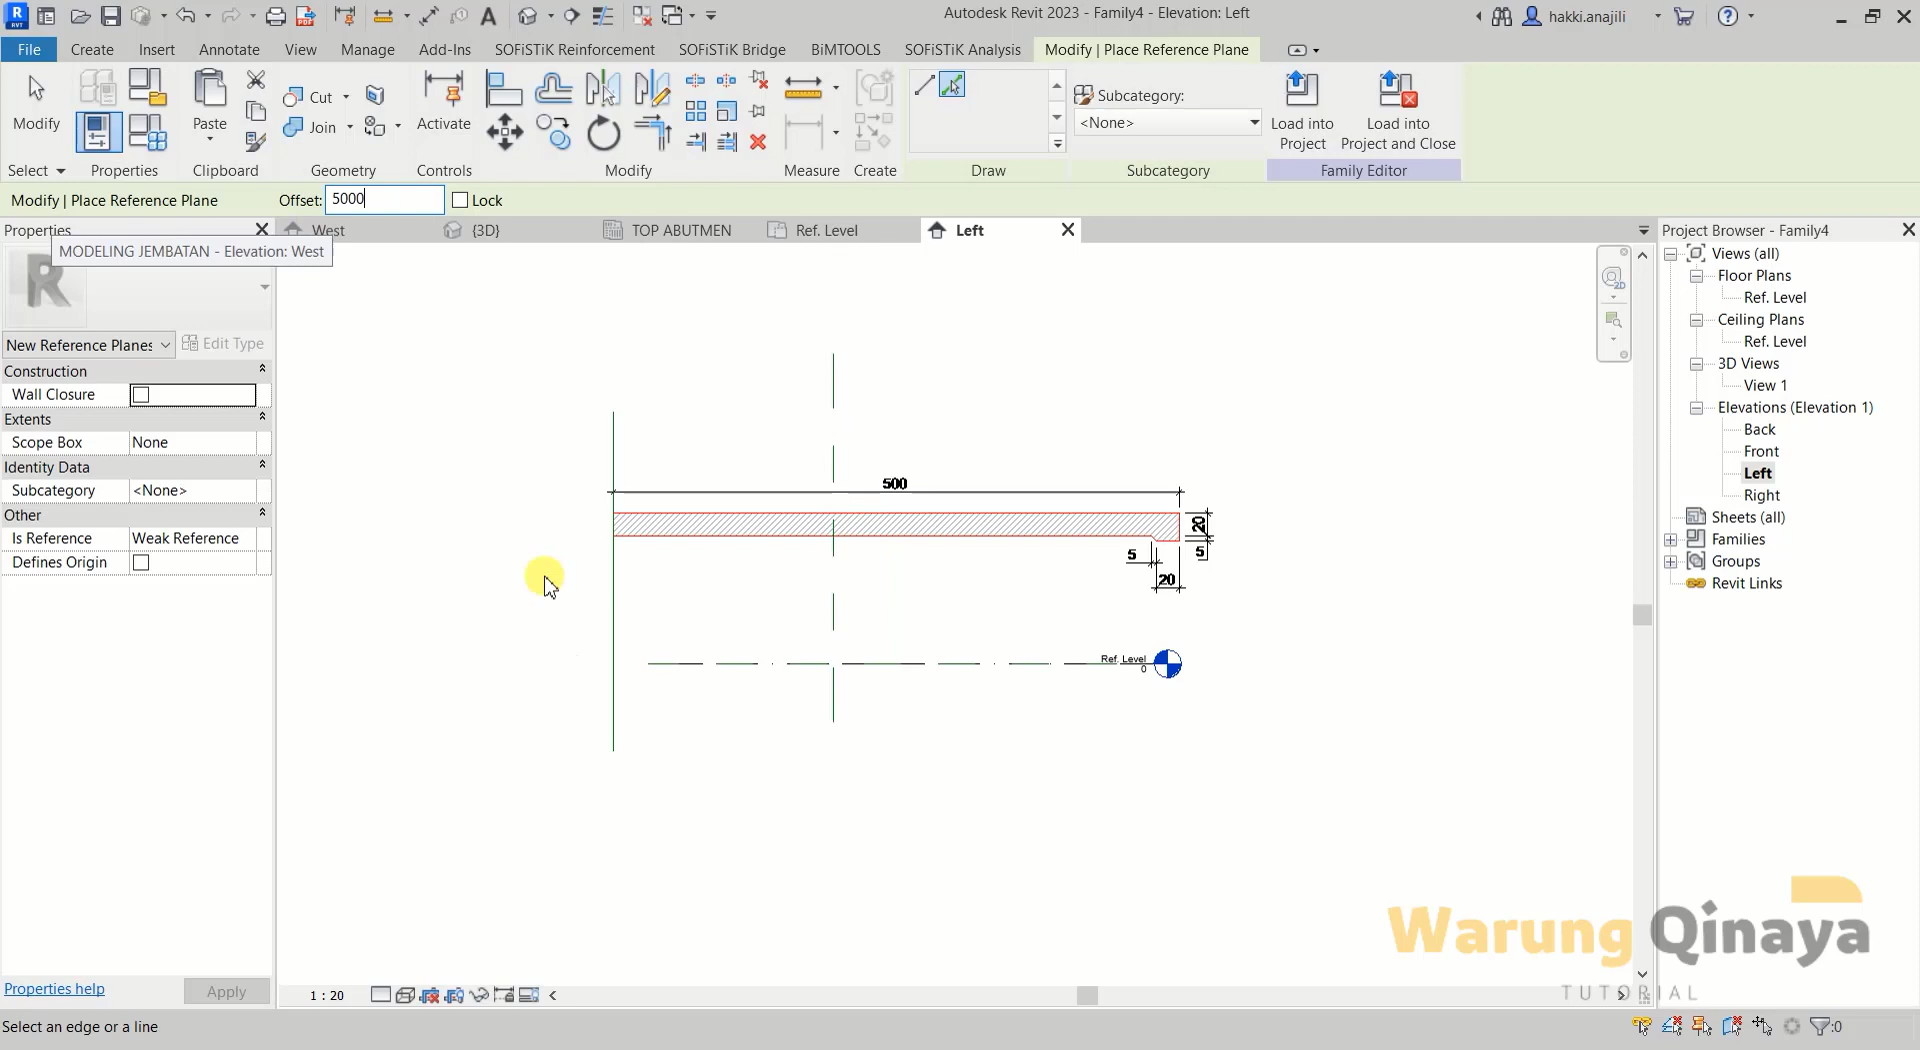 Autodesk Revit 2023 - Family4 - Elevation: Left
hakki.anajili
File
Create
Insert
Annotate
View
Manage
Add-Ins
SOFiSTiK Reinforcement
SOFiSTiK Bridge
BiMTOOLS
SOFiSTiK Analysis
Modify | Place Reference Plane
Modify
Paste
Cut
Join
Activate
Subcategory:
<None>
Load into
Project
Load into
Project and Close
Select
Properties
Clipboard
Geometry
Controls
Modify
Measure
Create
Draw
Subcategory
Family Editor
Modify | Place Reference Plane
Offset: 5000
Lock
Properties
West
{3D}
TOP ABUTMEN
Ref. Level
Left
Project Browser - Family4
MODELING JEMBATAN - Elevation: West
New Reference Planes
Edit Type
Construction
Wall Closure
Extents
Scope Box None
Identity Data
Subcategory <None>
Other
Is Reference Weak Reference
Defines Origin
Properties help
Apply
500
20
5
5
20
Ref. Level
0
Views (all)
Floor Plans
Ref. Level
Ceiling Plans
Ref. Level
3D Views
View 1
Elevations (Elevation 1)
Back
Front
Left
Right
Sheets (all)
Families
Groups
Revit Links
Warung Qinaya
TUTORIAL
1 : 20
Select an edge or a line
:0